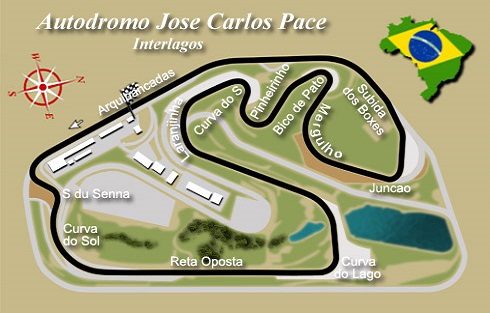 Autodromo Jose Carlos Pace
Interlagos
N
W
S
E
Arquibancadas
Laranjinha
Curva do S
Pinheirinho
Bico de Pato
Mergulho
Subida
dos Boxes
Juncao
S du Senna
Curva
do Sol
Reta Oposta
Curva
do Lago